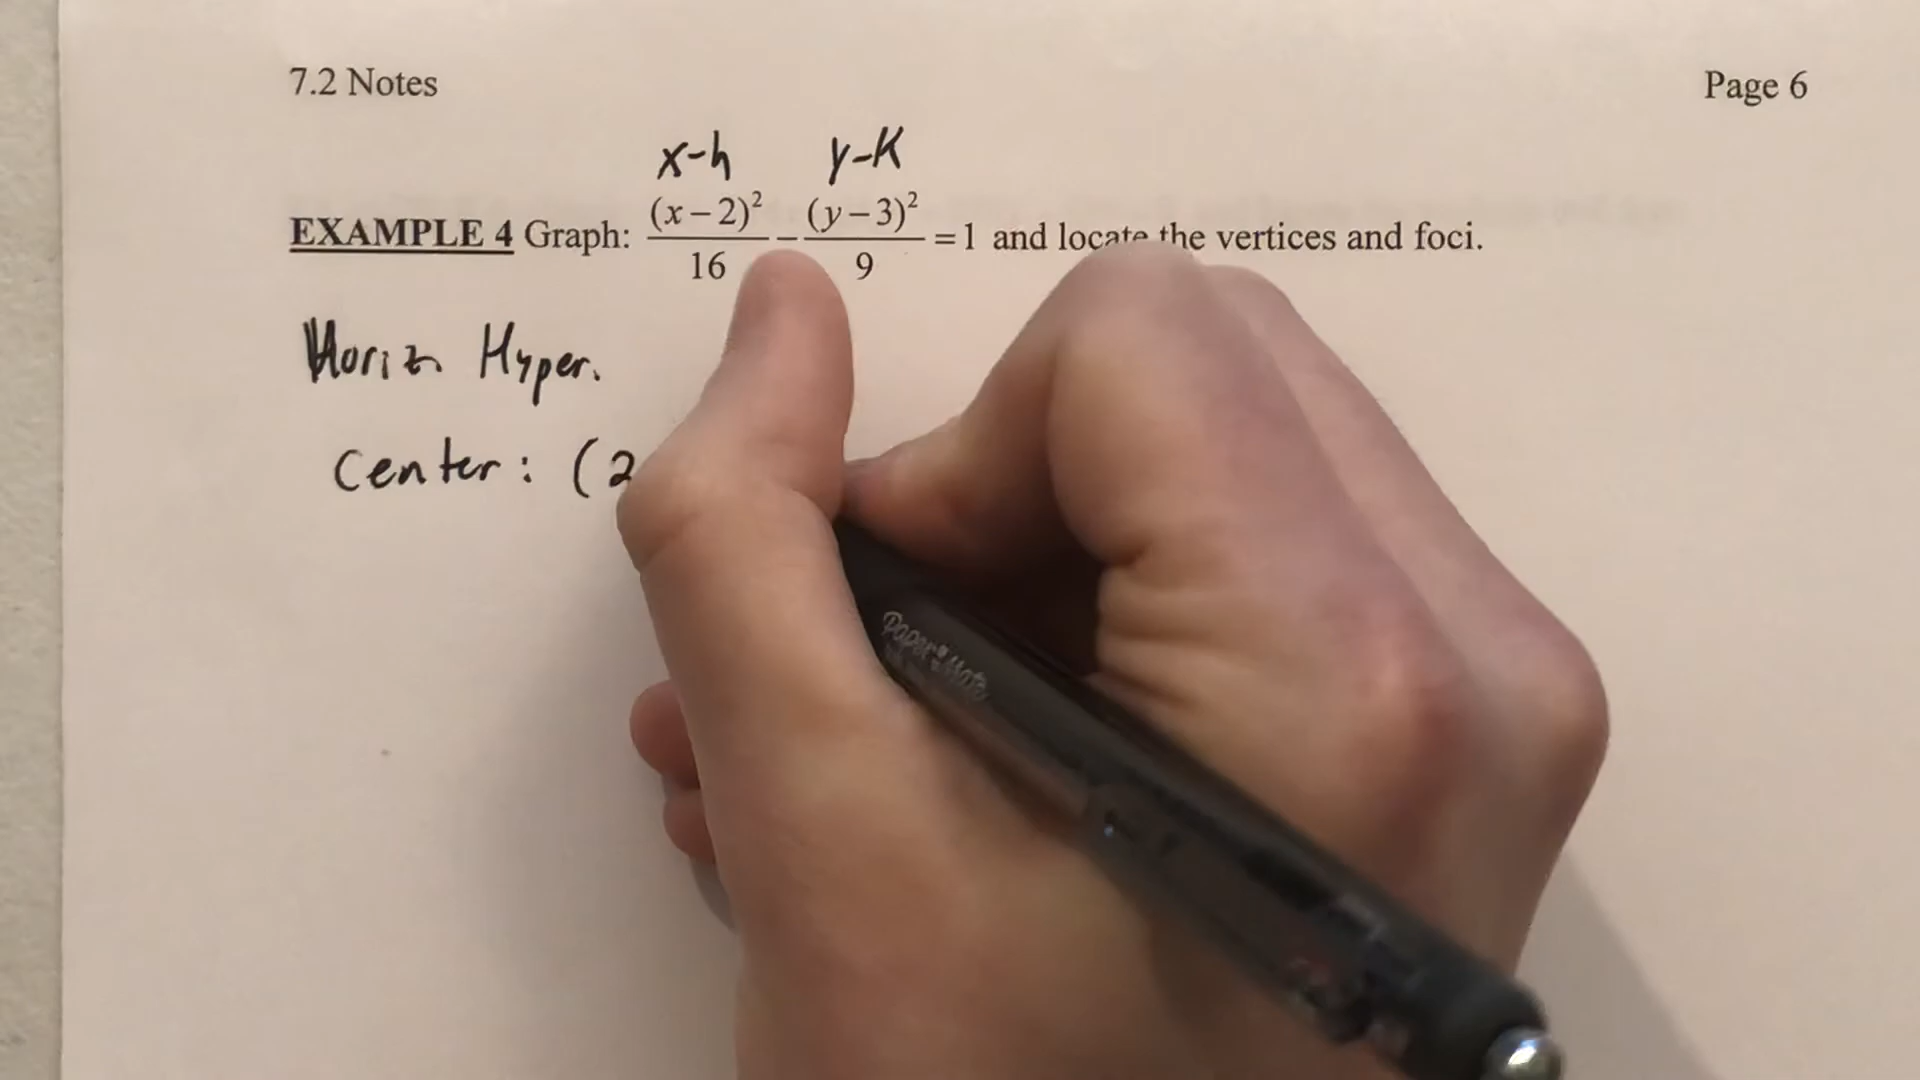 7.2 Notes Page 6
x-h y-K
EXAMPLE 4 Graph: (x-2)²/16 - (y-3)²/9 = 1 and locate the vertices and foci.
Horiz Hyper.
Center: (2
Paper Mate